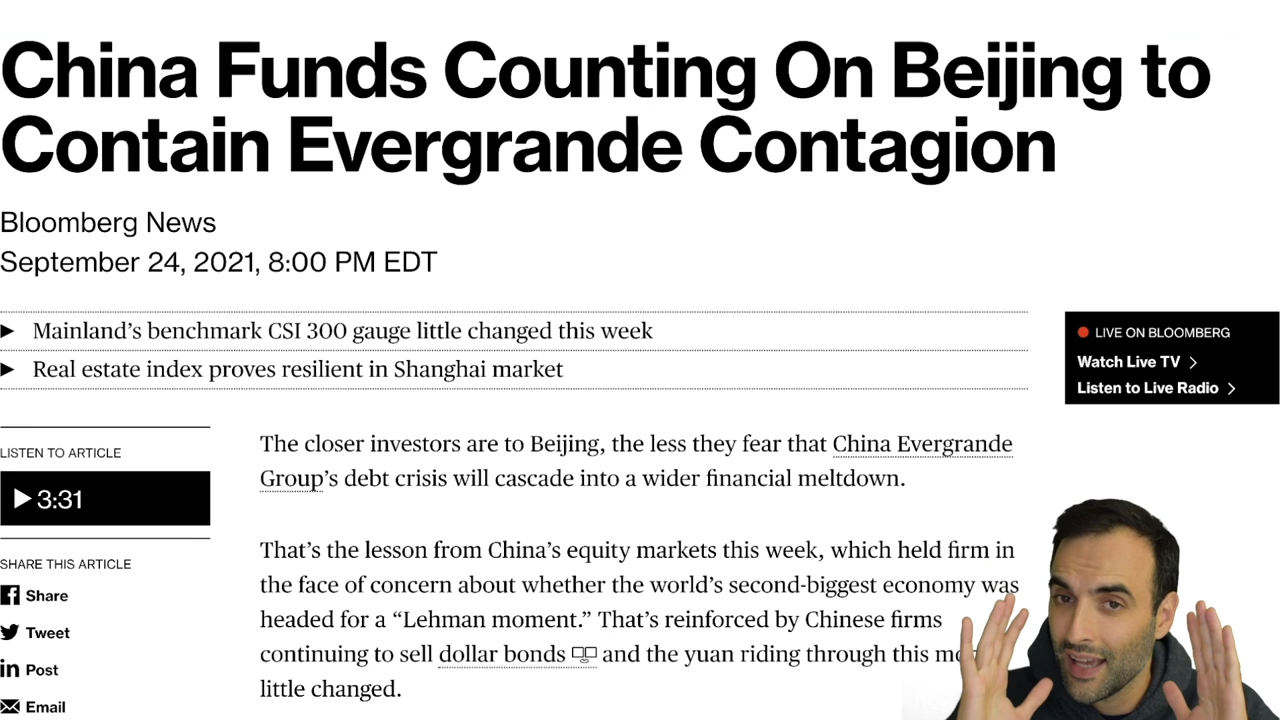 China Funds Counting On Beijing to
Contain Evergrande Contagion
Bloomberg News
September 24, 2021, 8:00 PM EDT
Mainland’s benchmark CSI 300 gauge little changed this week
Real estate index proves resilient in Shanghai market
LIVE ON BLOOMBERG
Watch Live TV
Listen to Live Radio
LISTEN TO ARTICLE
3:31
SHARE THIS ARTICLE
Share
Tweet
Post
Email
The closer investors are to Beijing, the less they fear that China Evergrande
Group’s debt crisis will cascade into a wider financial meltdown.
That’s the lesson from China’s equity markets this week, which held firm in
the face of concern about whether the world’s second-biggest economy was
headed for a “Lehman moment.” That’s reinforced by Chinese firms
continuing to sell dollar bonds and the yuan riding through this
little changed.